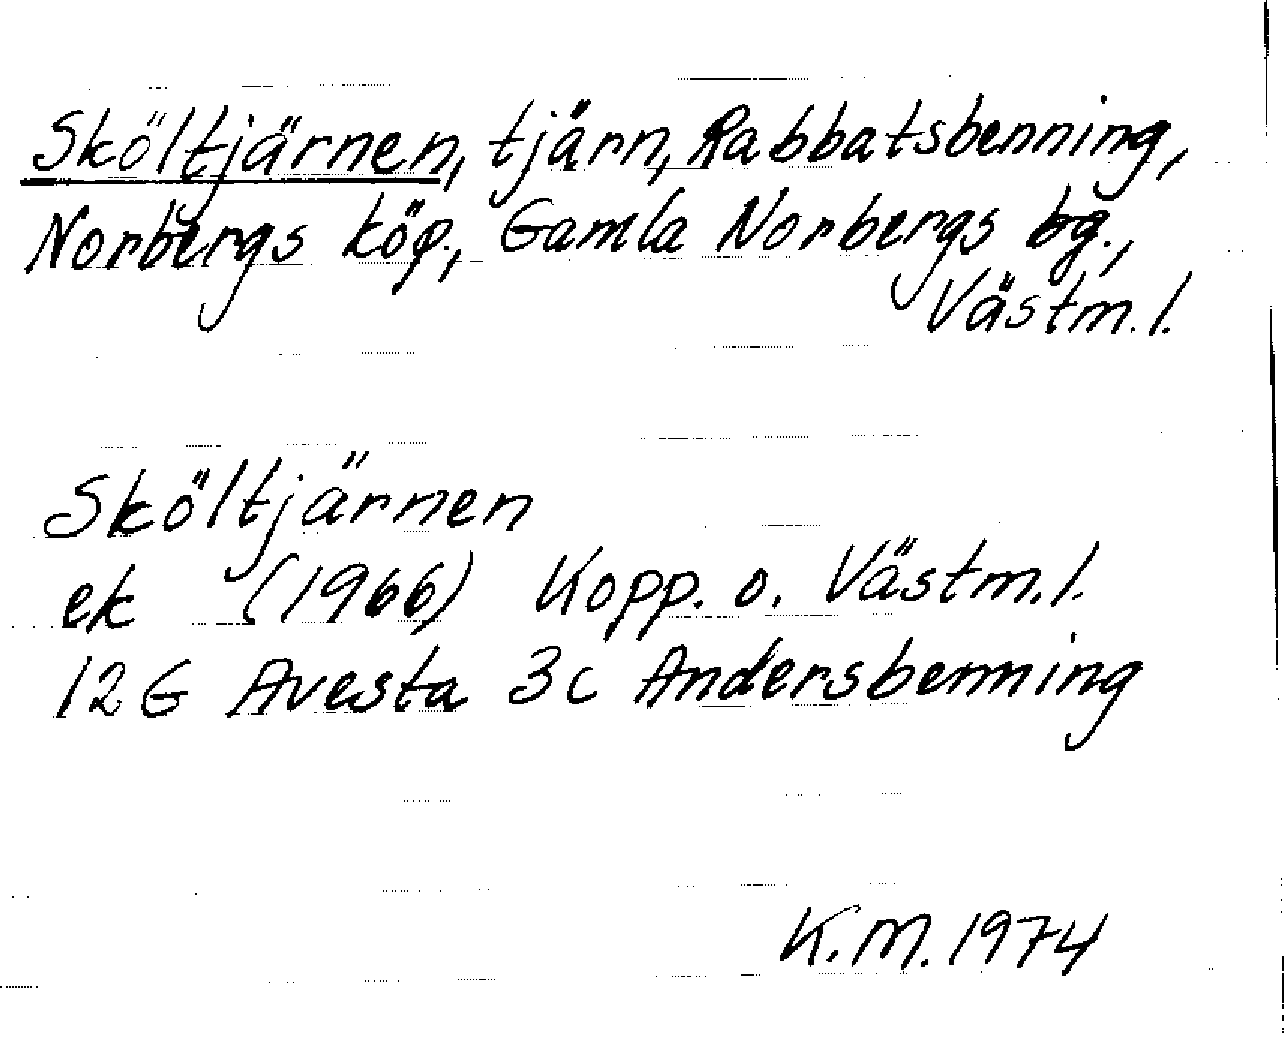 Sköltjärnen, tjärn, Rabbatsbenning,
Norbergs köp., Gamla Norbergs bg.,
Västm. l.
Sköltjärnen
ek (1966) Kopp. o. Västm. l.
12G Avesta 3c Andersbenning
K.M. 1974